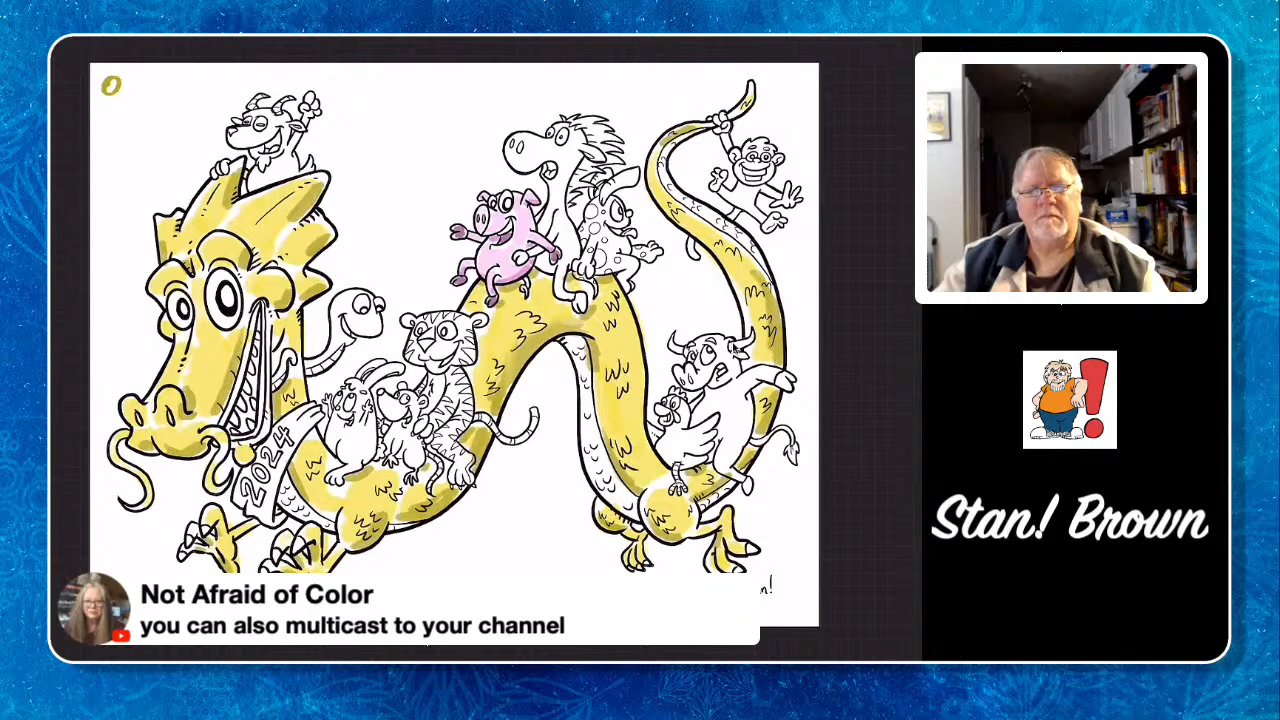 2024
n!
Not Afraid of Color
you can also multicast to your channel
Stan! Brown